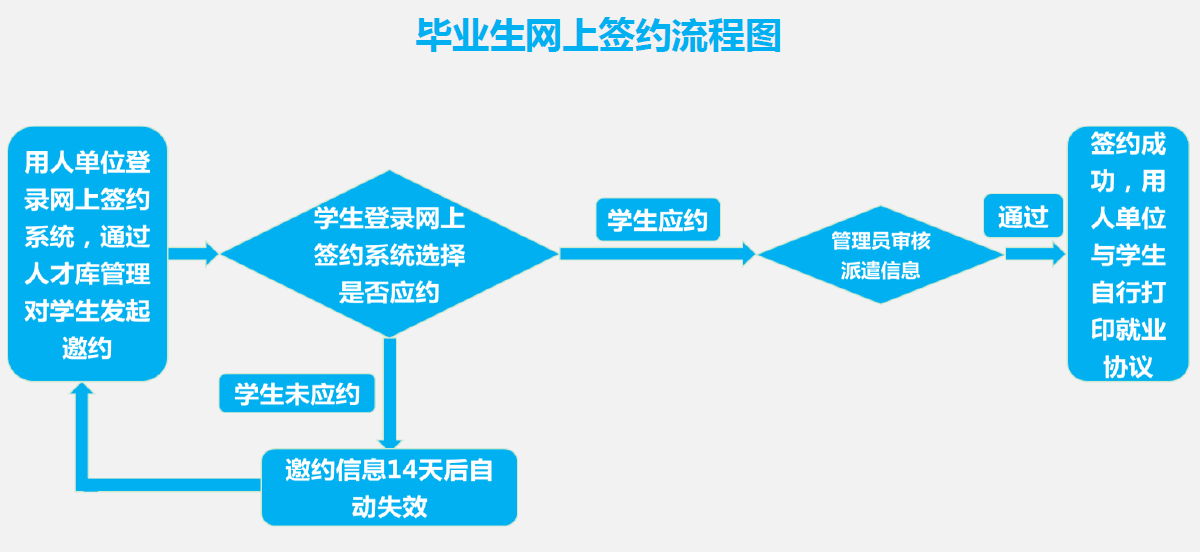 毕业生网上签约流程图
用人单位登
录网上签约
系统，通过
人才库管理
对学生发起
邀约
学生登录网上
签约系统选择
是否应约
学生应约
管理员审核
派遣信息
通过
签约成
功，用
人单位
与学生
自行打
印就业
协议
学生未应约
邀约信息14天后自
动失效